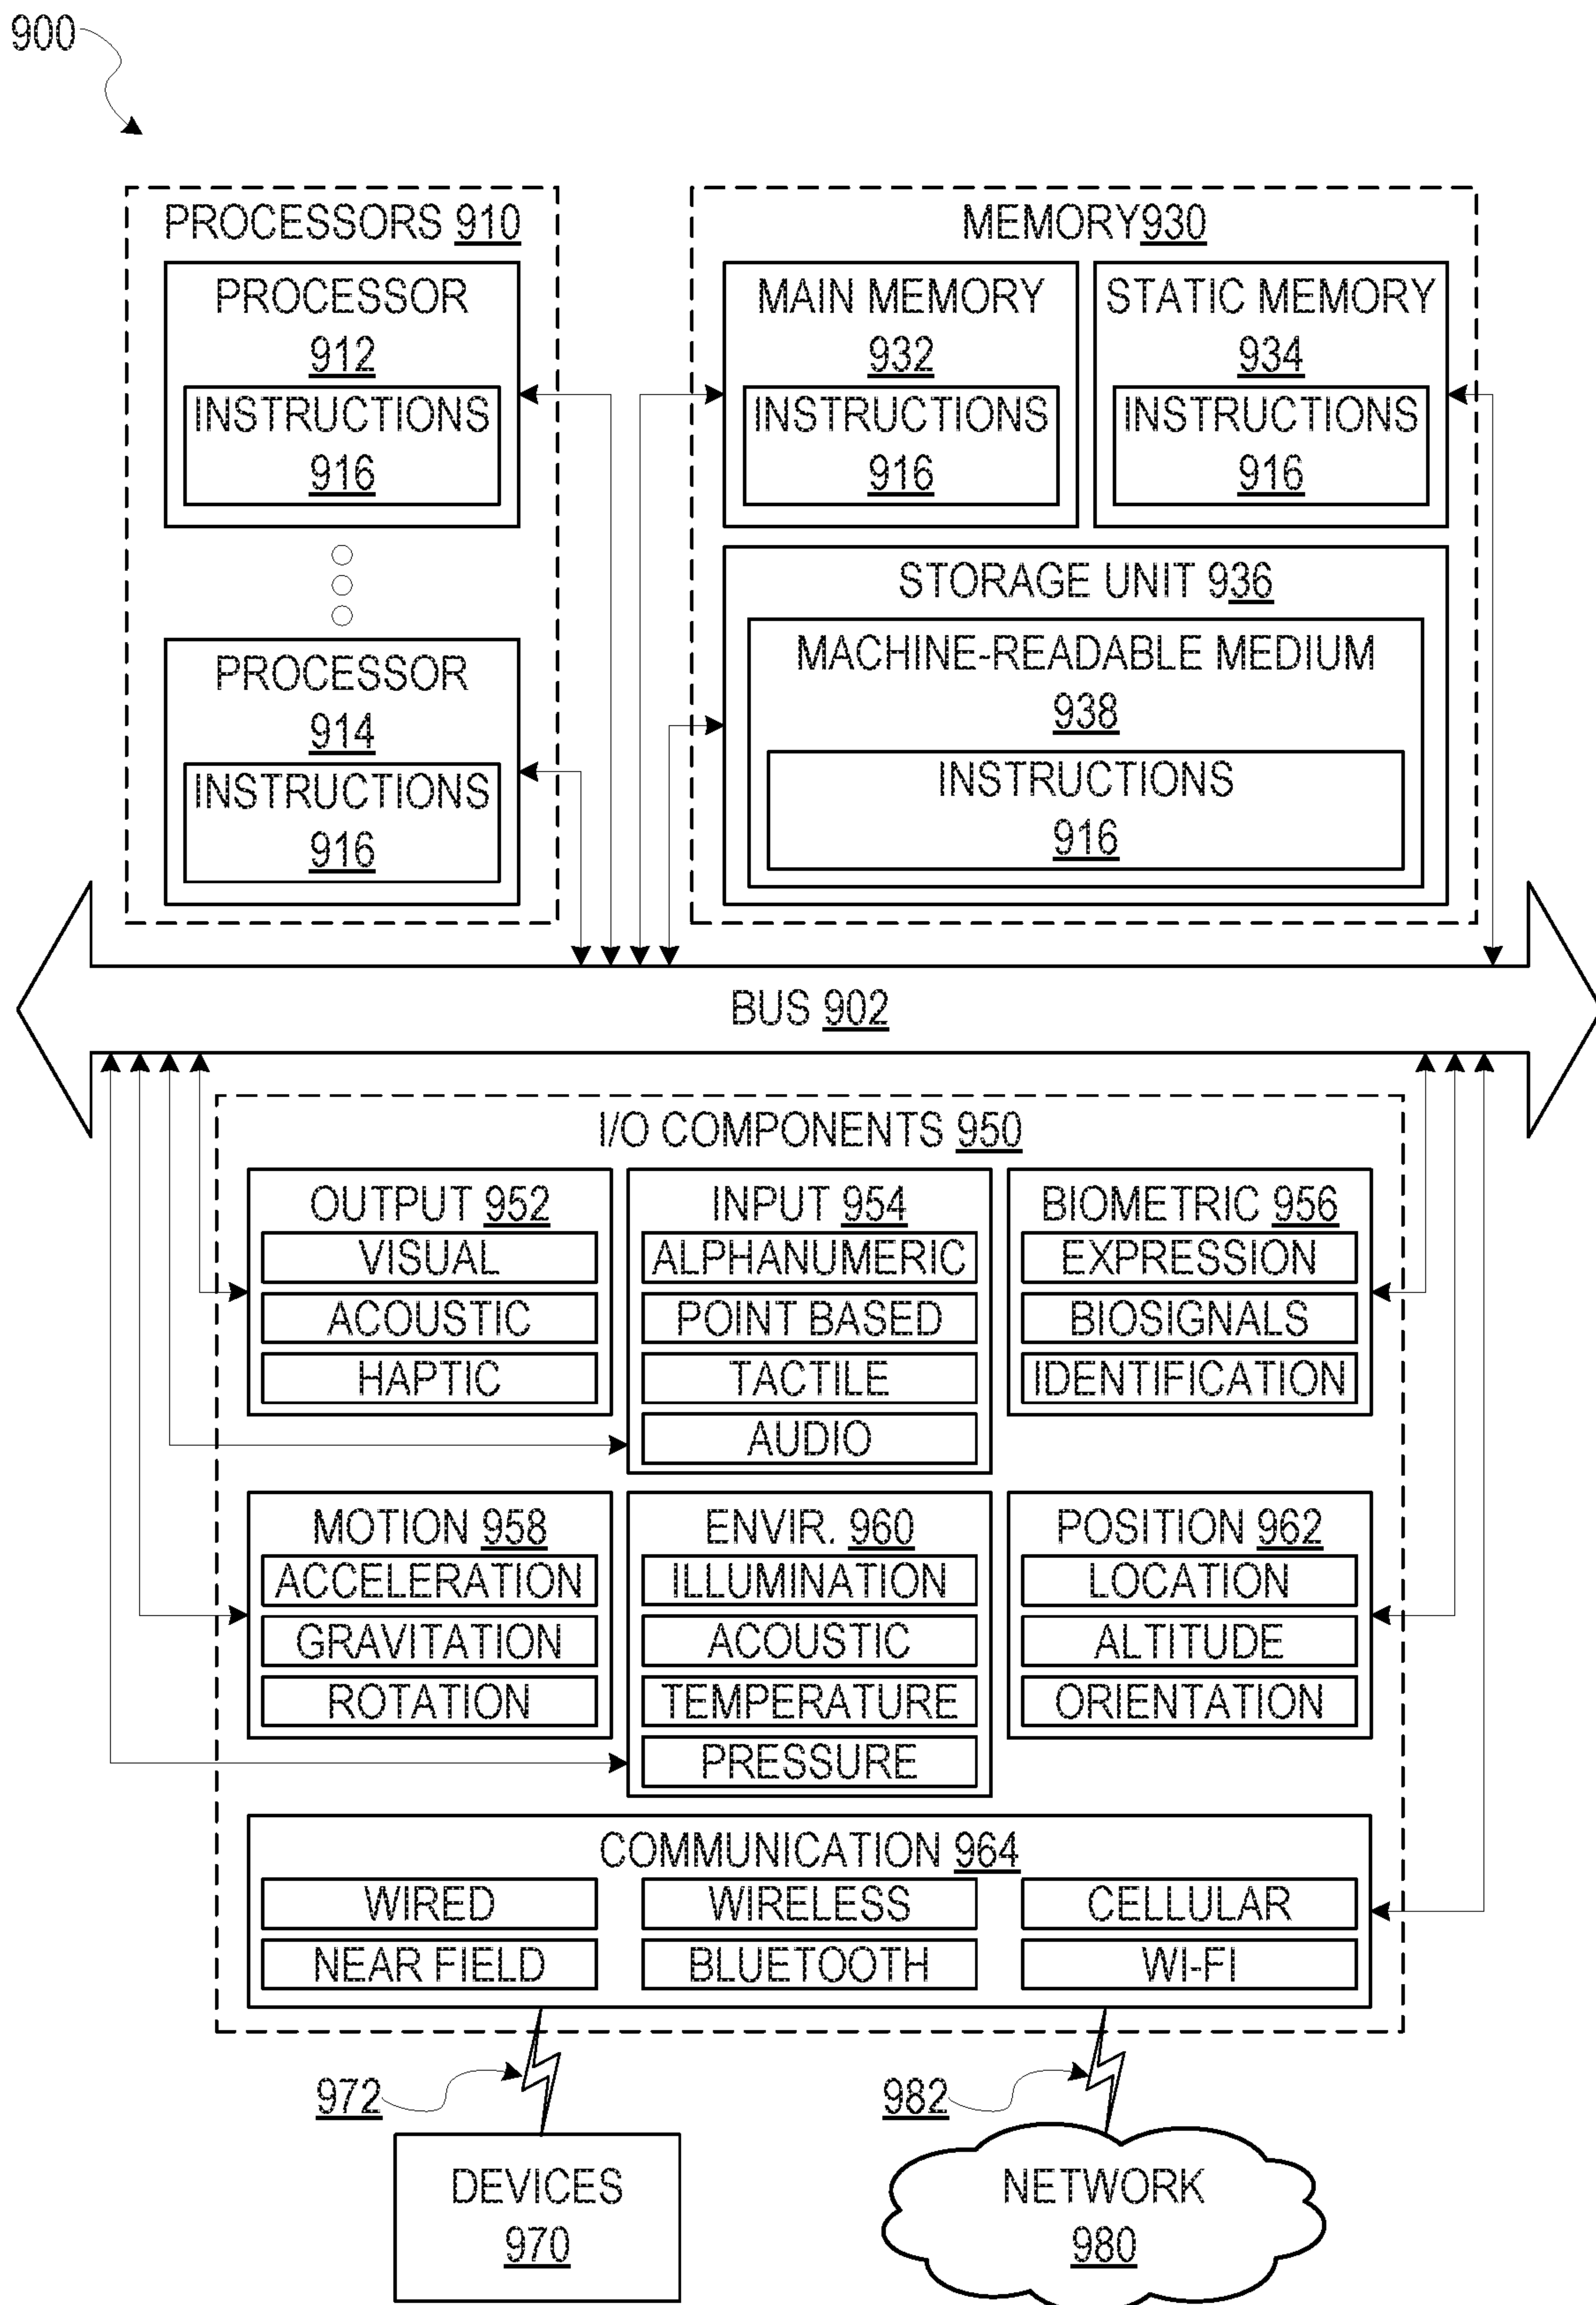 900
PROCESSORS 910
PROCESSOR
912
INSTRUCTIONS
916
PROCESSOR
914
INSTRUCTIONS
916
MEMORY930
MAIN MEMORY
932
INSTRUCTIONS
916
STATIC MEMORY
934
INSTRUCTIONS
916
STORAGE UNIT 936
MACHINE-READABLE MEDIUM
938
INSTRUCTIONS
916
BUS 902
I/O COMPONENTS 950
OUTPUT 952
VISUAL
ACOUSTIC
HAPTIC
INPUT 954
ALPHANUMERIC
POINT BASED
TACTILE
AUDIO
BIOMETRIC 956
EXPRESSION
BIOSIGNALS
IDENTIFICATION
MOTION 958
ACCELERATION
GRAVITATION
ROTATION
ENVIR. 960
ILLUMINATION
ACOUSTIC
TEMPERATURE
PRESSURE
POSITION 962
LOCATION
ALTITUDE
ORIENTATION
COMMUNICATION 964
WIRED
WIRELESS
CELLULAR
NEAR FIELD
BLUETOOTH
WI-FI
972
982
DEVICES
970
NETWORK
980